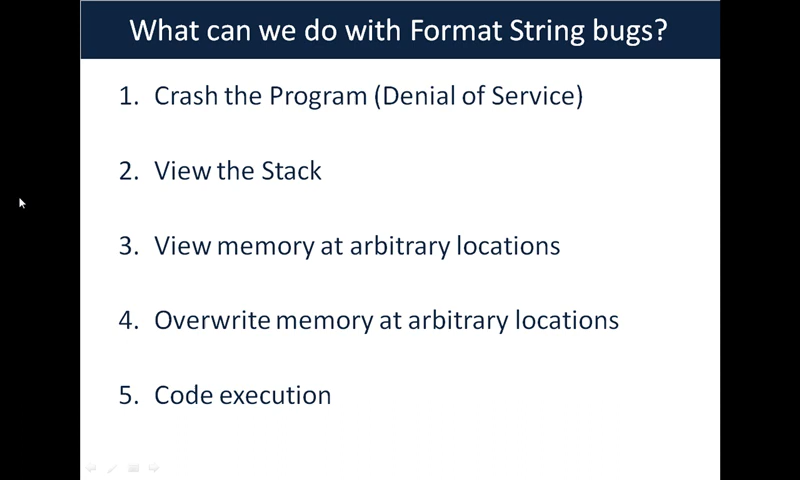 What can we do with Format String bugs?
1. Crash the Program (Denial of Service)
2. View the Stack
3. View memory at arbitrary locations
4. Overwrite memory at arbitrary locations
5. Code execution